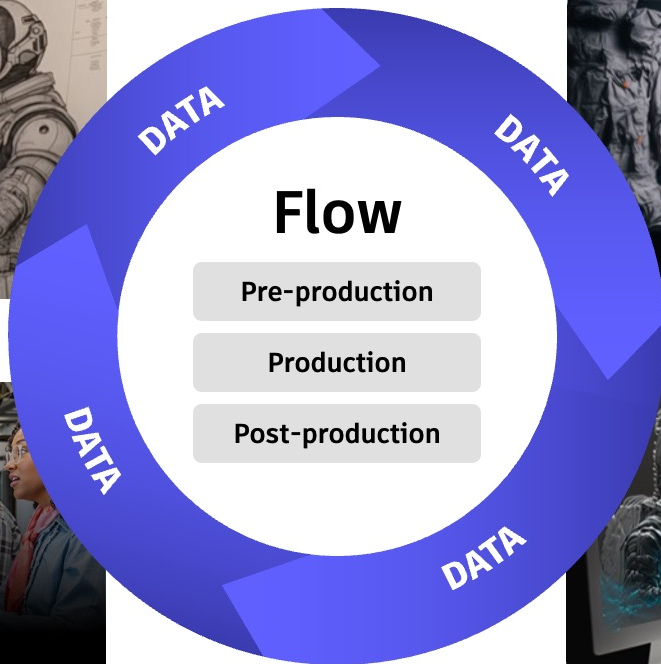 DATA
DATA
Flow
Pre-production
Production
Post-production
DATA
DATA